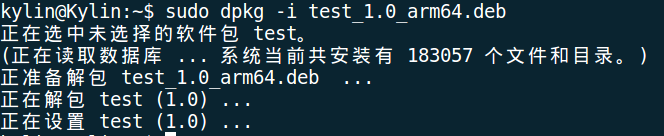 kylin@Kylin:~$ sudo dpkg -i test_1.0_arm64.deb
正在选中未选择的软件包 test。
(正在读取数据库 ... 系统当前共安装有 183057 个文件和目录。)
正准备解包 test_1.0_arm64.deb  ...
正在解包 test (1.0) ...
正在设置 test (1.0) ...